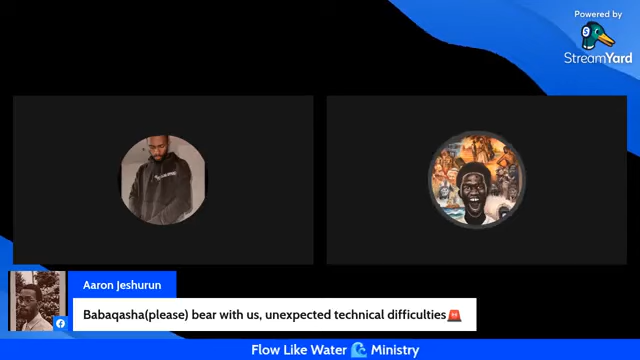 Powered by
StreamYard
Aaron Jeshurun
Babaqasha(please) bear with us, unexpected technical difficulties🚨
Flow Like Water 🌊 Ministry